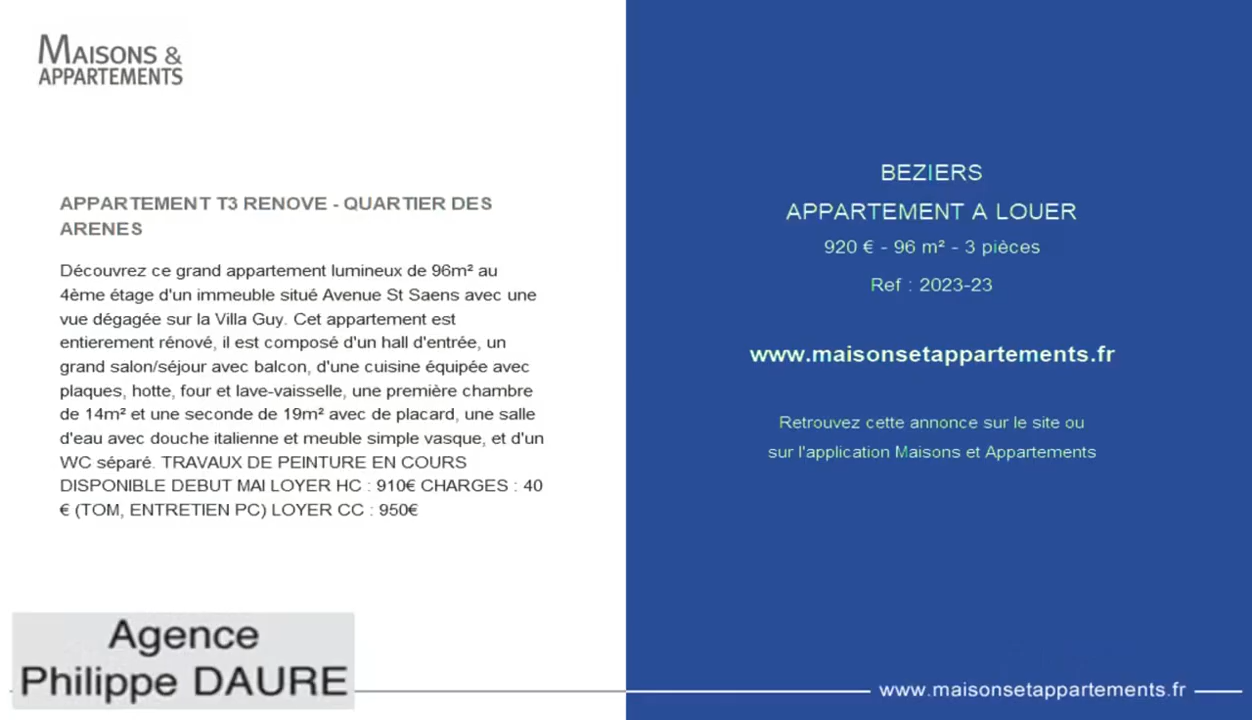 MAISONS &
APPARTEMENTS
APPARTEMENT T3 RENOVE - QUARTIER DES
ARENES
Découvrez ce grand appartement lumineux de 96m² au
4ème étage d'un immeuble situé Avenue St Saens avec une
vue dégagée sur la Villa Guy. Cet appartement est
entierement rénové, il est composé d'un hall d'entrée, un
grand salon/séjour avec balcon, d'une cuisine équipée avec
plaques, hotte, four et lave-vaisselle, une première chambre
de 14m² et une seconde de 19m² avec de placard, une salle
d'eau avec douche italienne et meuble simple vasque, et d'un
WC séparé. TRAVAUX DE PEINTURE EN COURS
DISPONIBLE DEBUT MAI LOYER HC : 910€ CHARGES : 40
€ (TOM, ENTRETIEN PC) LOYER CC : 950€
Agence
Philippe DAURE
BEZIERS
APPARTEMENT A LOUER
920 € - 96 m² - 3 pièces
Ref : 2023-23
www.maisonsetappartements.fr
Retrouvez cette annonce sur le site ou
sur l'application Maisons et Appartements
www.maisonsetappartements.fr